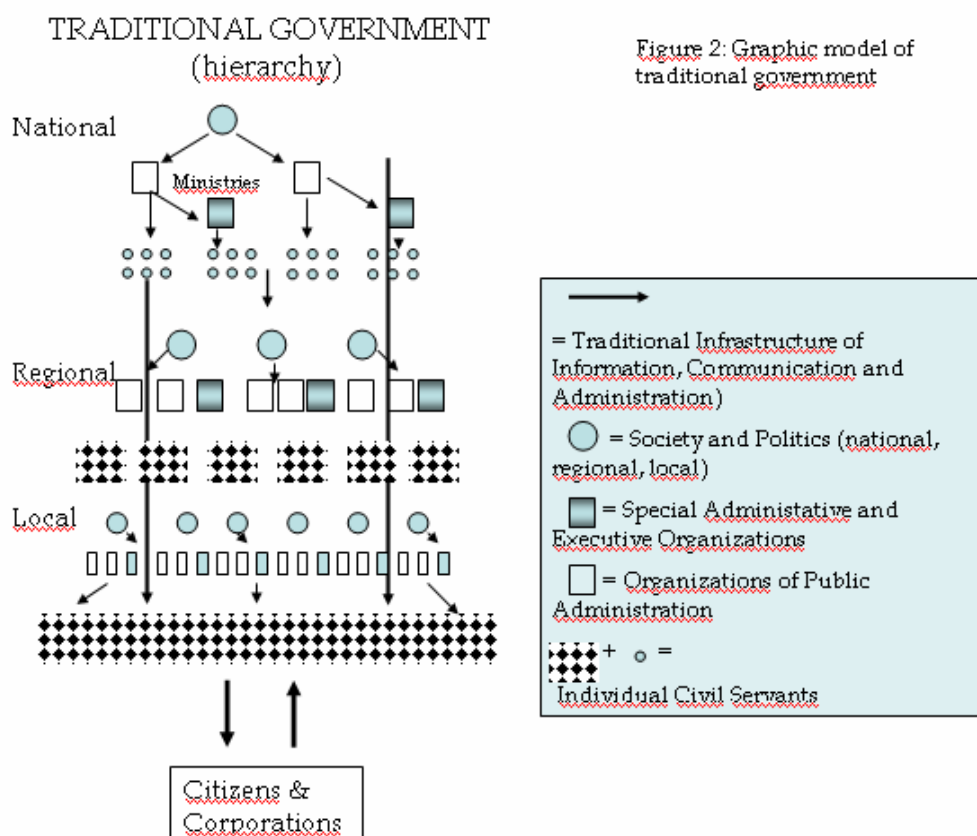 TRADITIONAL GOVERNMENT
(hierarchy)
Figure 2: Graphic model of
traditional government
National
Ministries
Regional
Local
Citizens &
Corporations
= Traditional Infrastructure of
Information, Communication and
Administration)
= Society and Politics (national,
regional, local)
= Special Administative and
Executive Organizations
= Organizations of Public
Administration
+ =
Individual Civil Servants